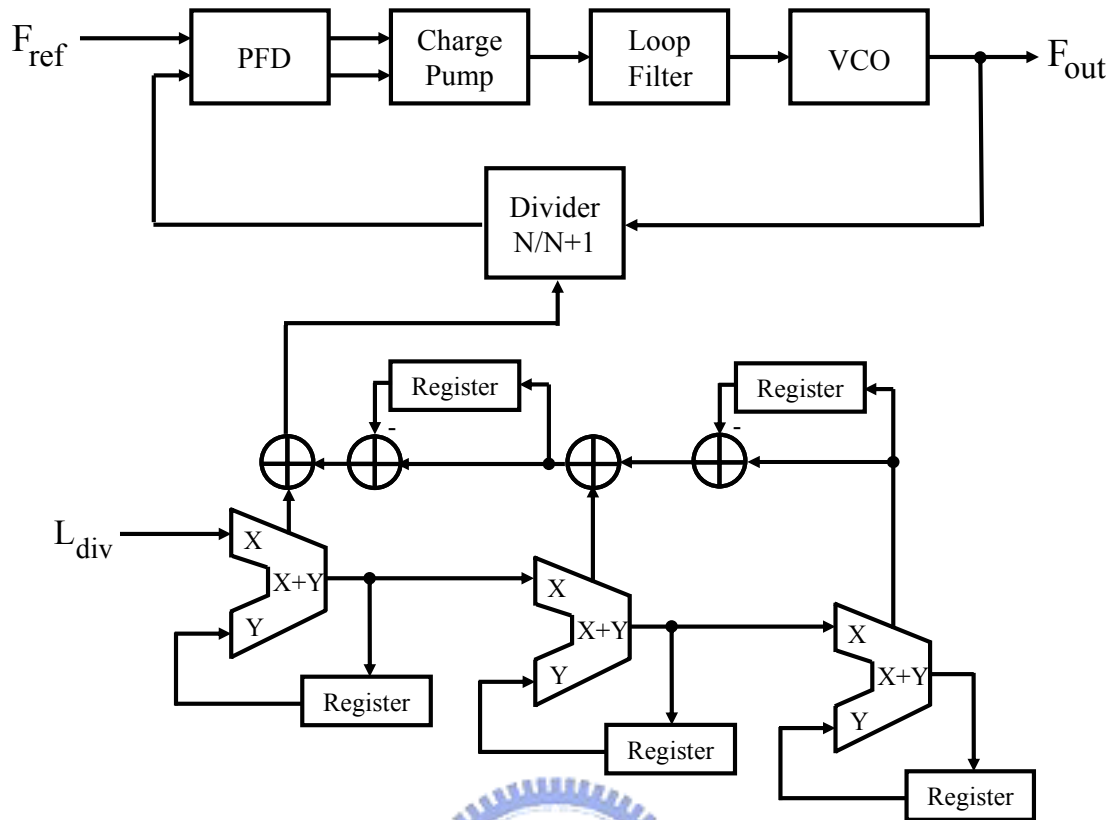 F_ref
PFD
Charge
Pump
Loop
Filter
VCO
F_out
Divider
N/N+1
Register
Register
-
-
L_div
X
X+Y
Y
X
X+Y
Y
X
X+Y
Y
Register
Register
Register